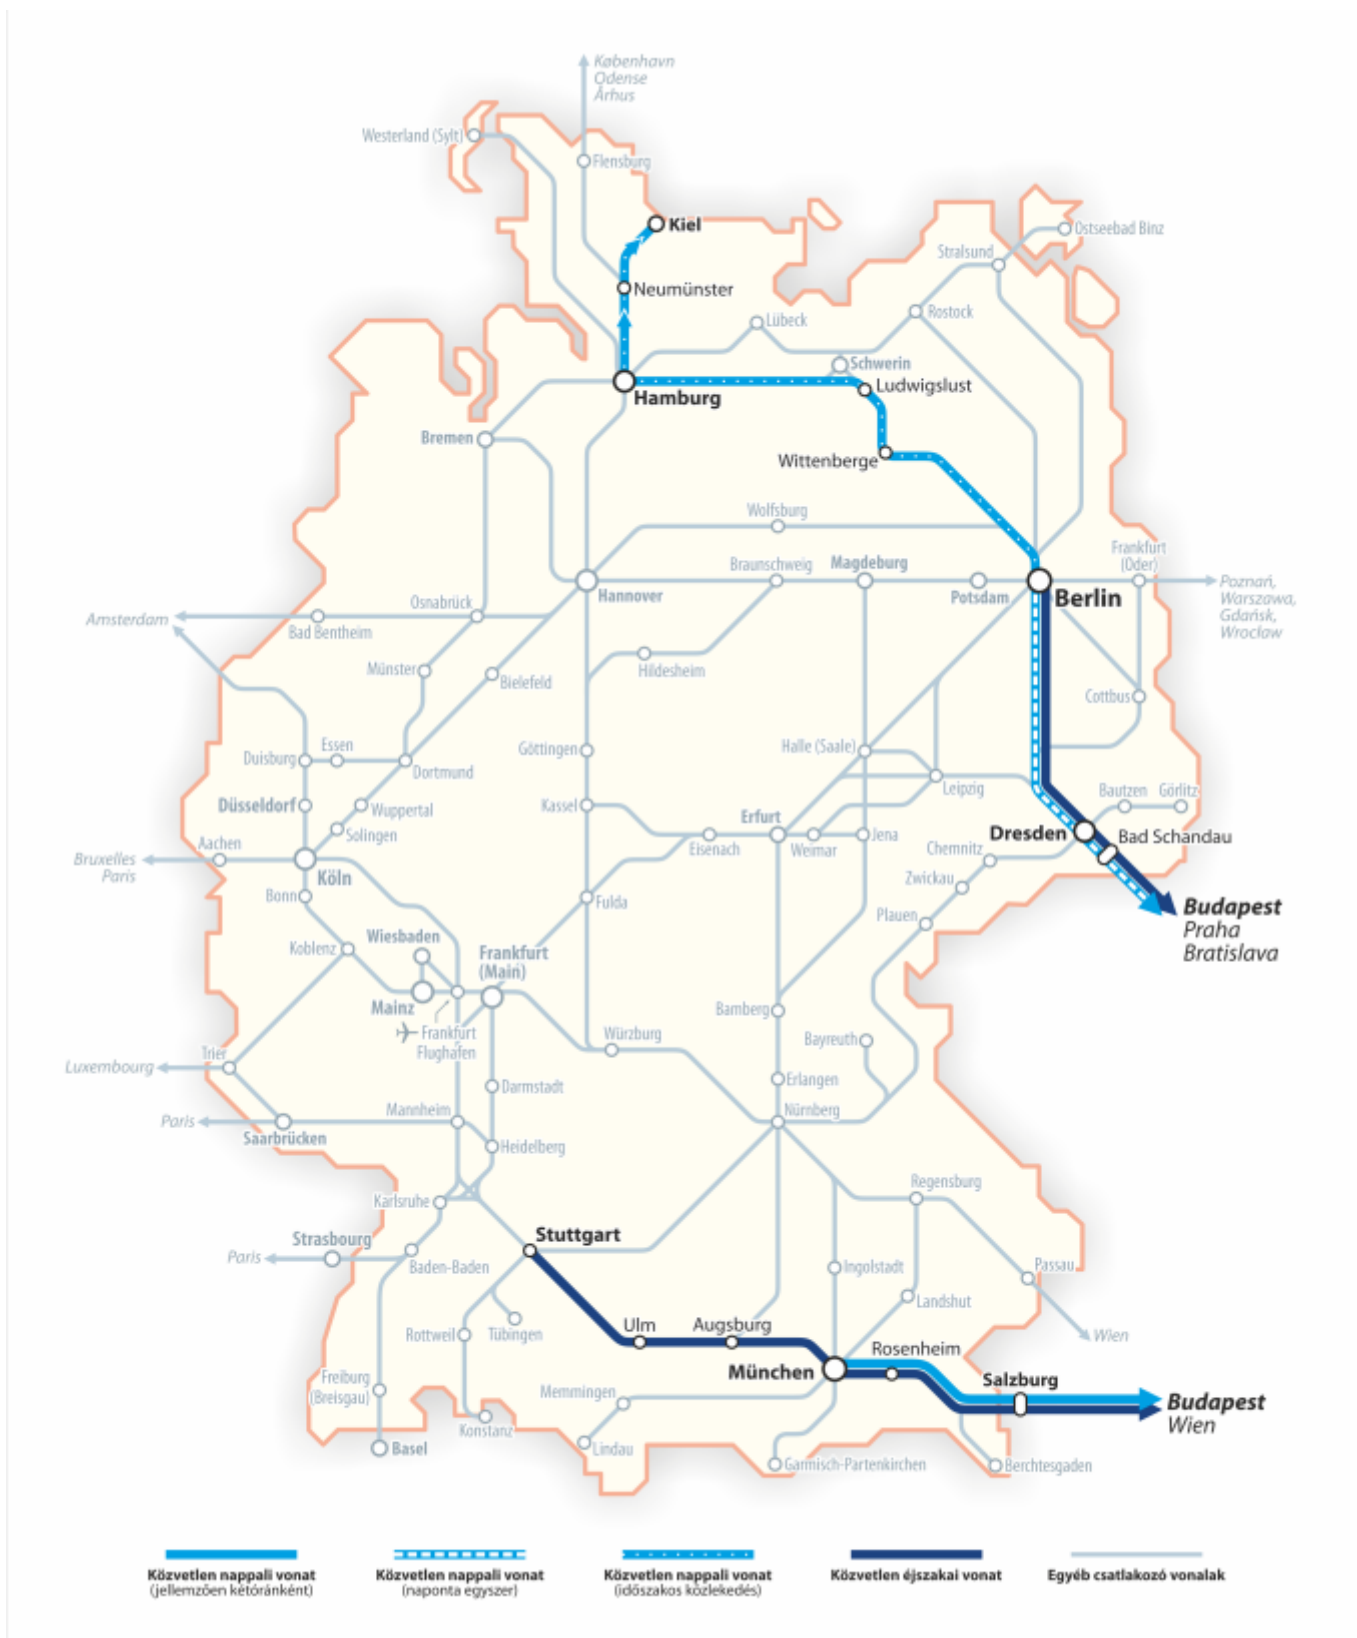 København
Odense
Århus
Westerland (Sylt)
Flensburg
Kiel
Ostseebad Binz
Stralsund
Neumünster
Rostock
Lübeck
Schwerin
Ludwigslust
Hamburg
Bremen
Wittenberge
Wolfsburg
Frankfurt
(Oder)
Braunschweig
Magdeburg
Hannover
Potsdam
Berlin
Poznań,
Warszawa,
Gdańsk,
Wrocław
Amsterdam
Osnabrück
Bad Bentheim
Münster
Bielefeld
Hildesheim
Cottbus
Göttingen
Halle (Saale)
Essen
Duisburg
Dortmund
Leipzig
Bautzen
Görlitz
Düsseldorf
Wuppertal
Kassel
Erfurt
Solingen
Eisenach
Weimar
Jena
Dresden
Bad Schandau
Aachen
Chemnitz
Bruxelles
Paris
Köln
Zwickau
Bonn
Fulda
Plauen
Budapest
Praha
Bratislava
Koblenz
Wiesbaden
Frankfurt
(Main)
Mainz
Bamberg
Frankfurt
Flughafen
Würzburg
Bayreuth
Trier
Luxembourg
Darmstadt
Erlangen
Paris
Mannheim
Nürnberg
Saarbrücken
Heidelberg
Karlsruhe
Regensburg
Strasbourg
Stuttgart
Paris
Baden-Baden
Ingolstadt
Passau
Landshut
Rottweil
Tübingen
Ulm
Augsburg
Wien
Rosenheim
München
Salzburg
Freiburg
(Breisgau)
Memmingen
Budapest
Wien
Konstanz
Basel
Lindau
Garmisch-Partenkirchen
Berchtesgaden
Közvetlen nappali vonat
(jellemzően kétóránként)
Közvetlen nappali vonat
(naponta egyszer)
Közvetlen nappali vonat
(időszakos közlekedés)
Közvetlen éjszakai vonat
Egyéb csatlakozó vonalak